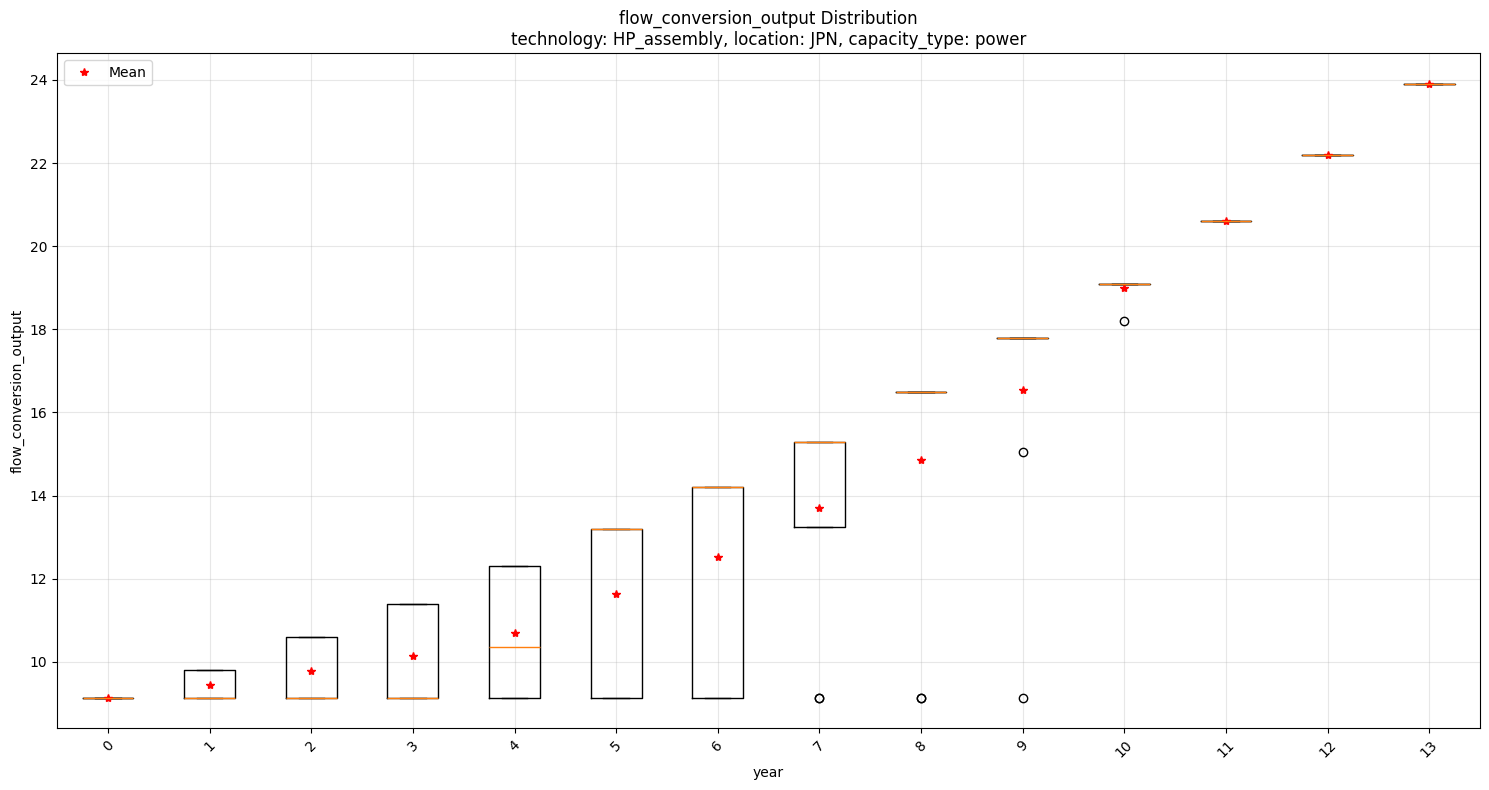 flow_conversion_output Distribution
technology: HP_assembly, location: JPN, capacity_type: power
Mean
flow_conversion_output
24
22
20
18
16
14
12
10
0 1 2 3 4 5 6 7 8 9 10 11 12 13
year